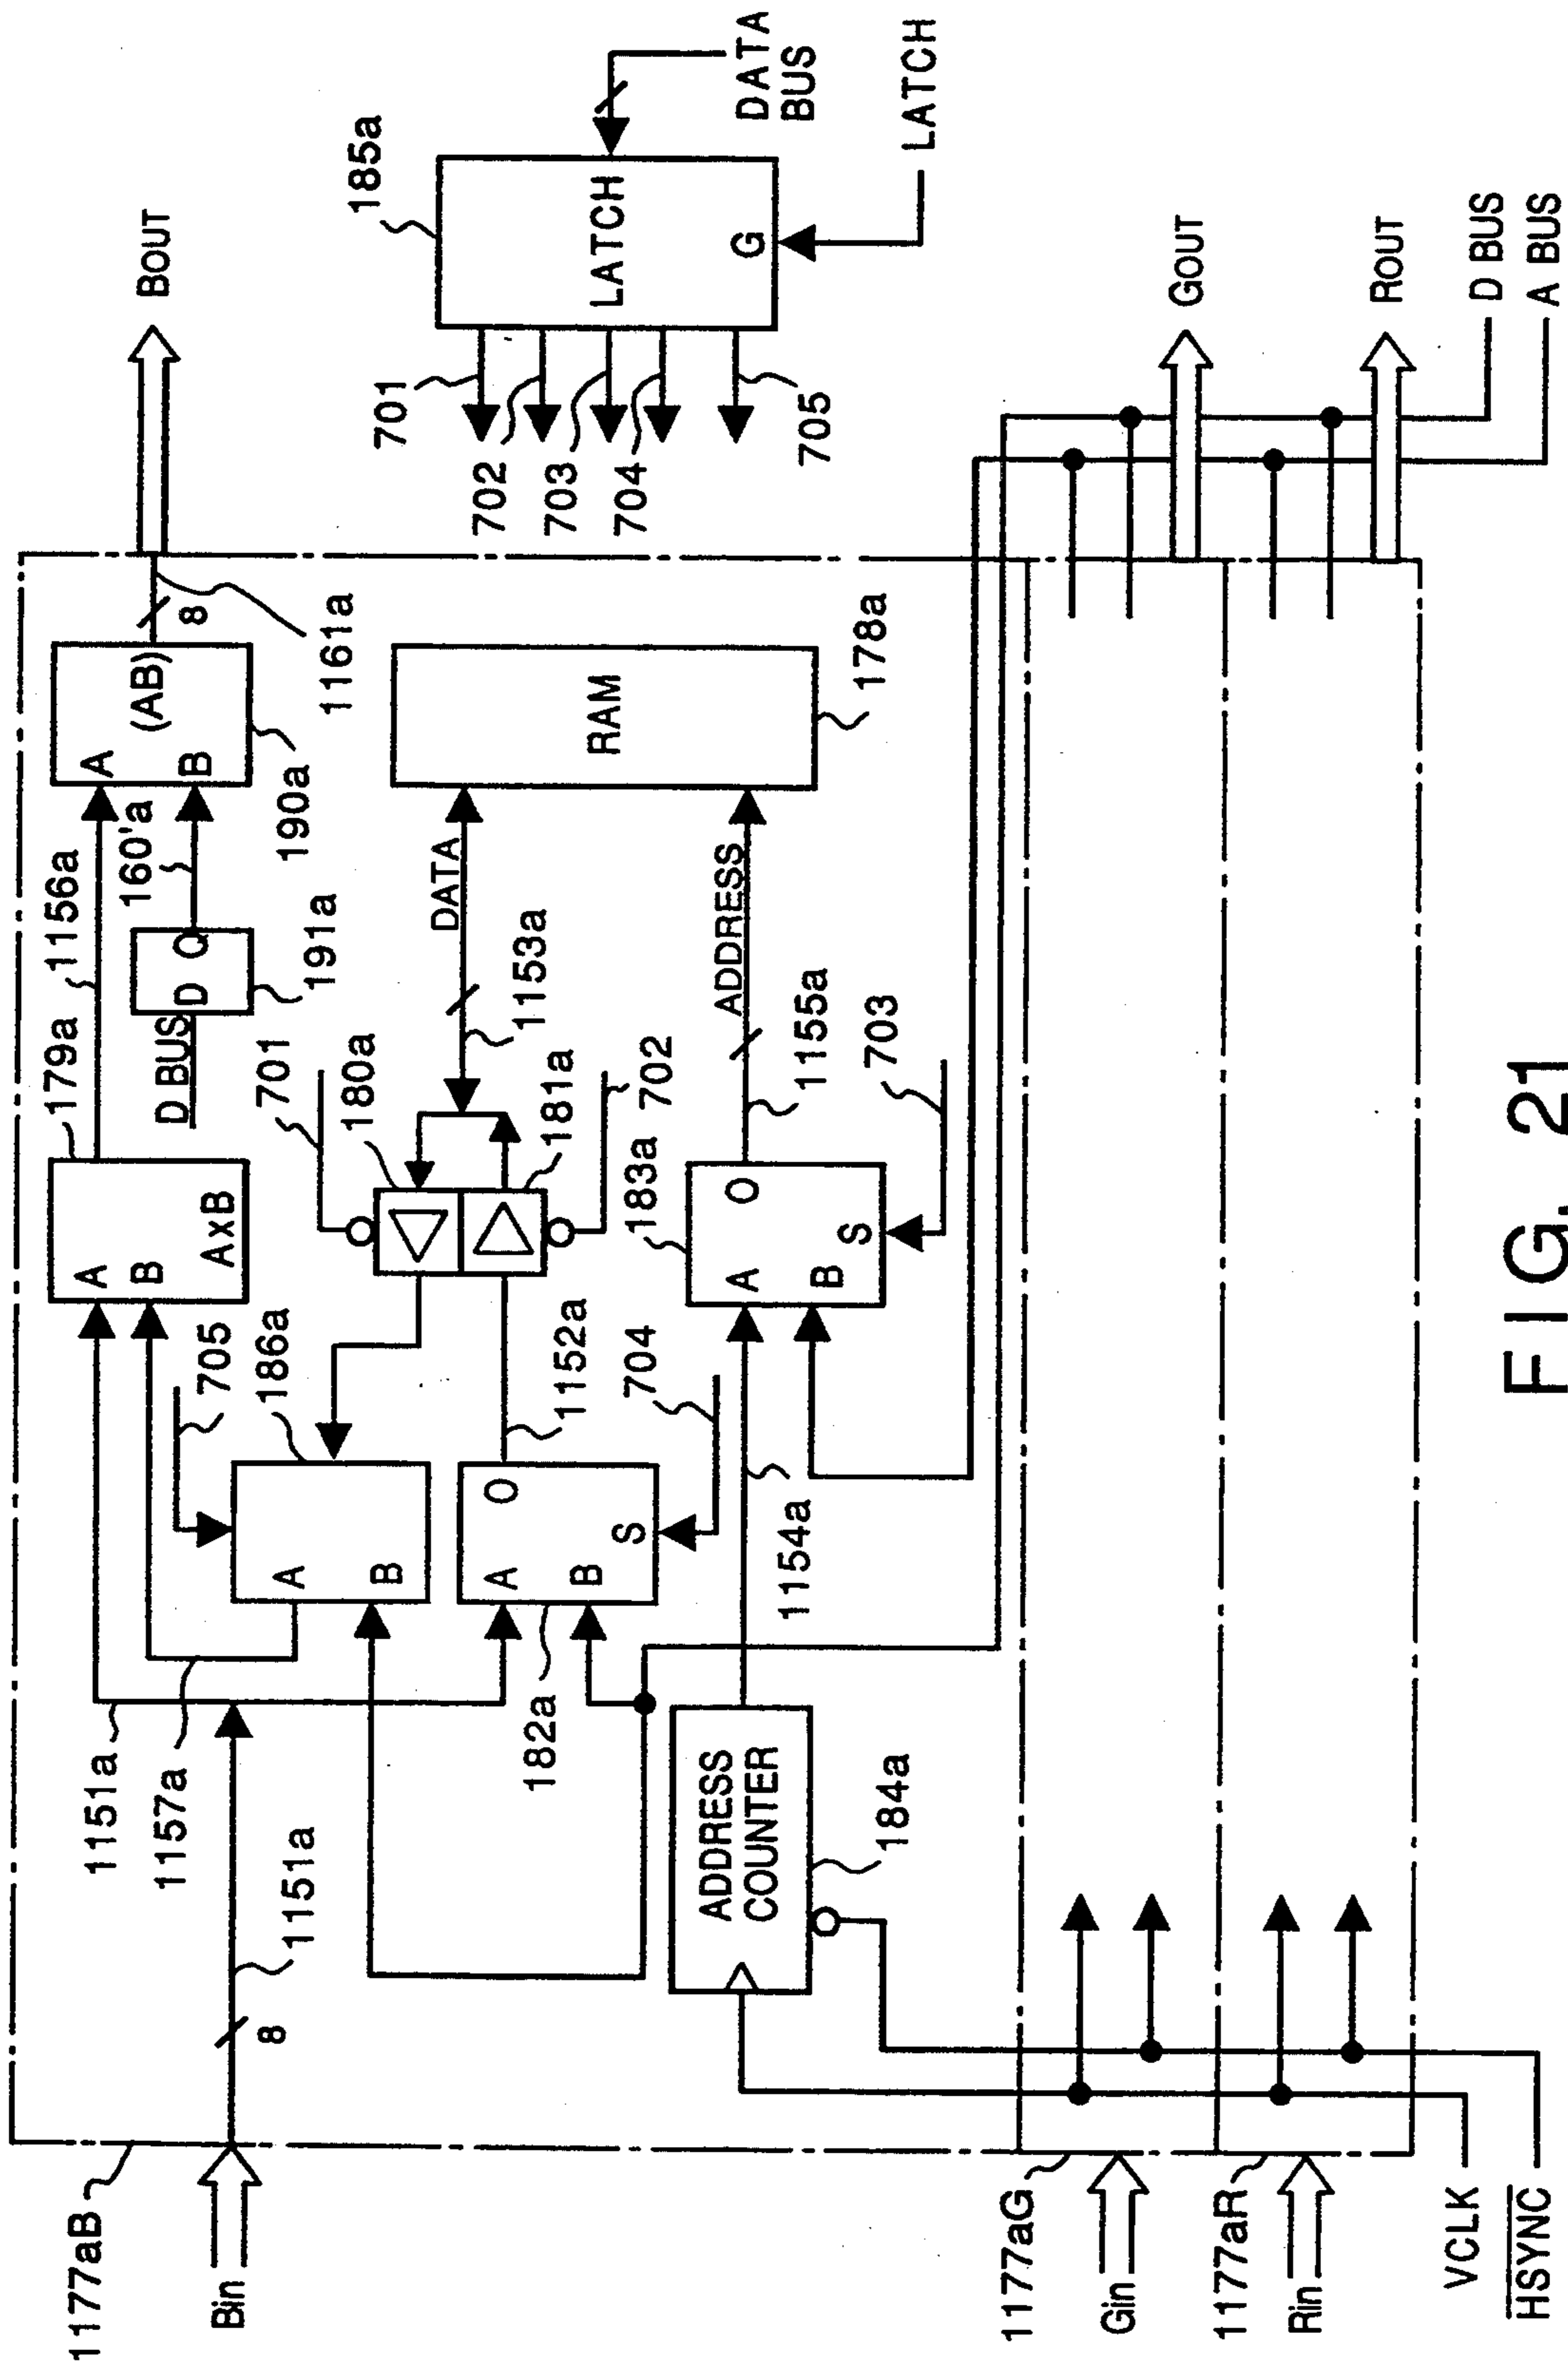 1177aB
Bin
8
1151a
1151a
1157a
705
186a
A
B
A
B
AxB
179a
1156a
D BUS
D Q
191a
160'a
A
B
(AB)
190a
8
1161a
BOUT
701
180a
181a
702
DATA
1153a
RAM
178a
182a
A
B
O
S
1152a
704
ADDRESS
COUNTER
184a
1154a
183a
A
B
O
S
703
1155a
ADDRESS
701
702
703
704
705
185a
LATCH
G
DATA
BUS
LATCH
1177aG
Gin
1177aR
Rin
VCLK
HSYNC
GOUT
ROUT
D BUS
A BUS
FIG. 21